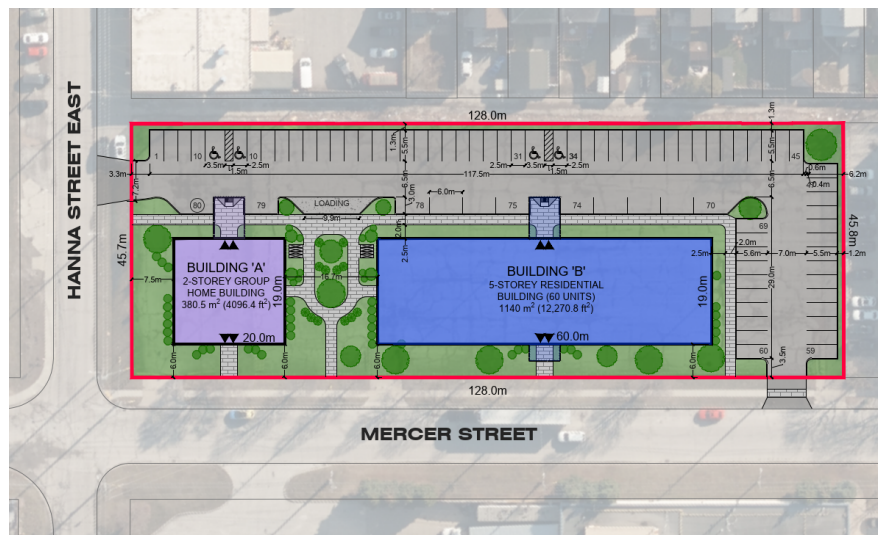 128.0m
1.3m
1
10
10
31
34
45
1.3m
5.5m
5.5m
3.5m
2.5m
1.5m
2.5m
3.5m
2.5m
1.5m
3.3m
117.5m
0.6m
0.4m
6.2m
7.2m
6.5m
6.5m
6.0m
3.0m
80
79
LOADING
9.9m
78
75
74
70
HANNA STREET EAST
45.7m
45.8m
2.0m
2.5m
69
2.0m
2.5m
5.6m
7.0m
5.5m
1.2m
7.5m
16.7m
BUILDING 'A'
2-STOREY GROUP
HOME BUILDING
380.5 m² (4096.4 ft²)
19.0m
20.0m
BUILDING 'B'
5-STOREY RESIDENTIAL
BUILDING (60 UNITS)
1140 m² (12,270.8 ft²)
19.0m
60.0m
29.0m
60
59
3.5m
6.0m
6.0m
6.0m
6.0m
128.0m
MERCER STREET